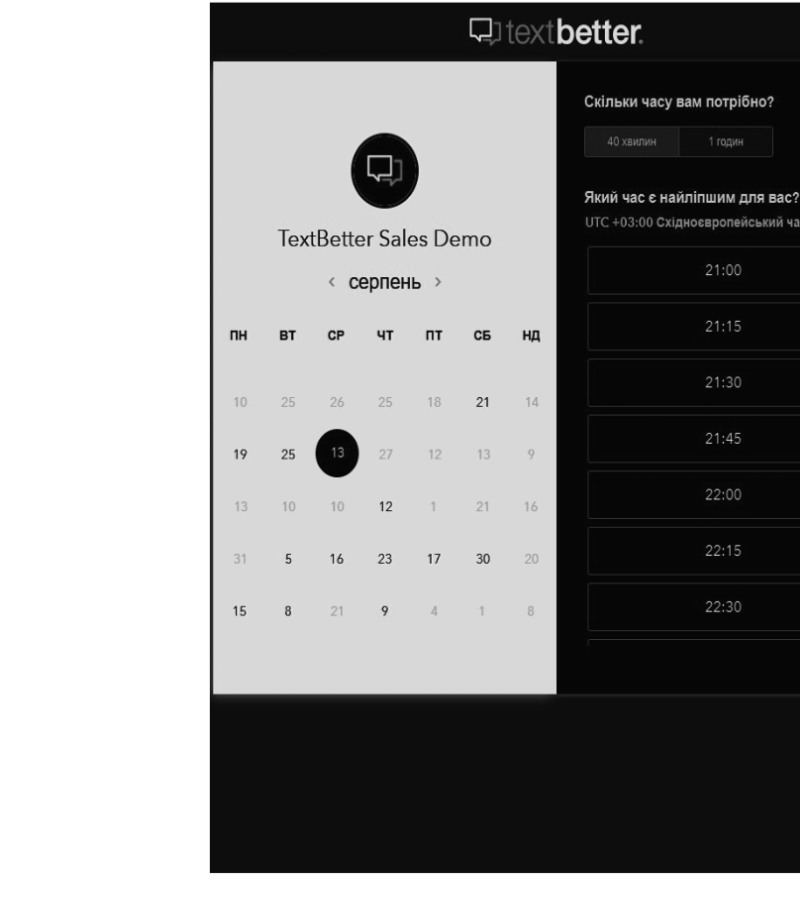 textbetter.
TextBetter Sales Demo
‹ серпень ›
ПН ВТ СР ЧТ ПТ СБ НД
10 25 26 25 18 21 14
19 25 13 27 12 13 9
13 10 10 12 1 21 16
31 5 16 23 17 30 20
15 8 21 9 4 1 8
Скільки часу вам потрібно?
40 хвилин 1 годин
Який час є найліпшим для вас?
UTC +03:00 Східноєвропейський ча
21:00
21:15
21:30
21:45
22:00
22:15
22:30